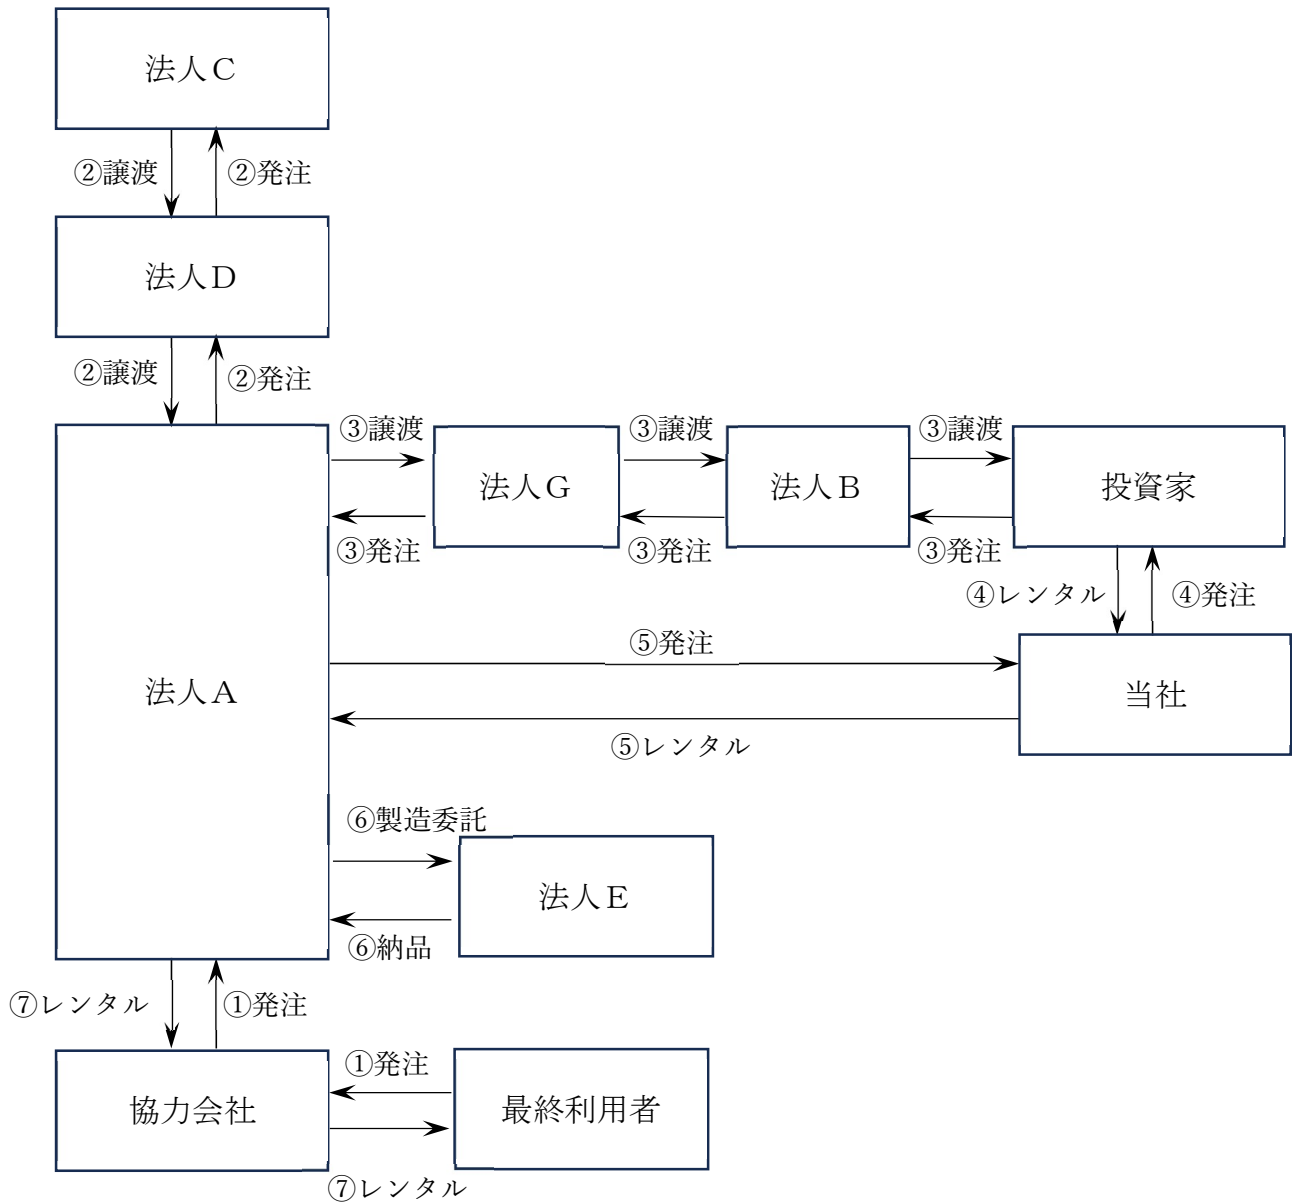 法人Ｃ
②譲渡
②発注
法人Ｄ
②譲渡
②発注
③譲渡
③譲渡
③譲渡
法人Ｇ
法人Ｂ
投資家
③発注
③発注
③発注
④レンタル
④発注
⑤発注
法人Ａ
当社
⑤レンタル
⑥製造委託
法人Ｅ
⑥納品
⑦レンタル
①発注
①発注
協力会社
最終利用者
⑦レンタル